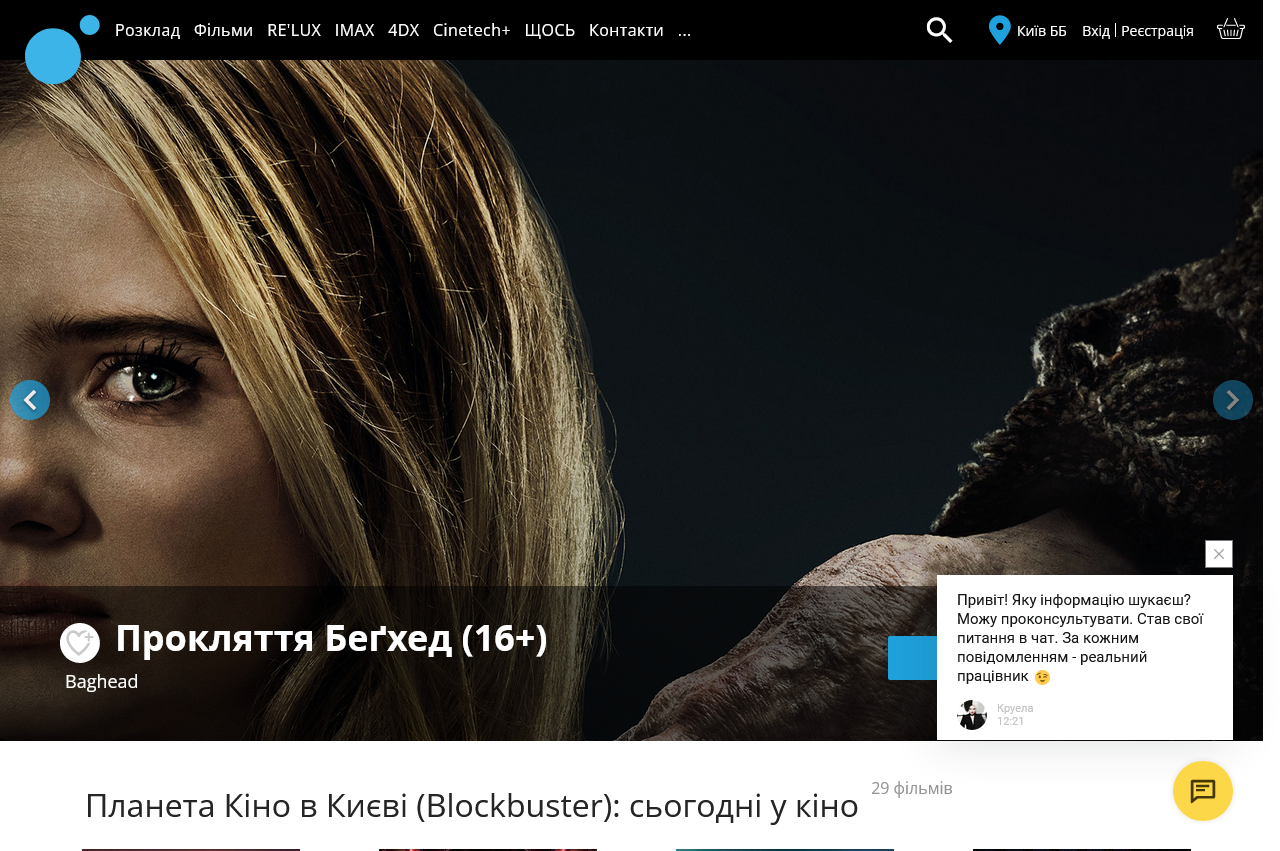 Розклад Фільми RE'LUX IMAX 4DX Cinetech+ ЩОСЬ Контакти ...
Київ ББ Вхід | Реєстрація
Прокляття Беґхед (16+)
Baghead
Привіт! Яку інформацію шукаєш?
Можу проконсультувати. Став свої
питання в чат. За кожним
повідомленням - реальний
працівник 😉
Круела
12:21
Планета Кіно в Києві (Blockbuster): сьогодні у кіно
29 фільмів